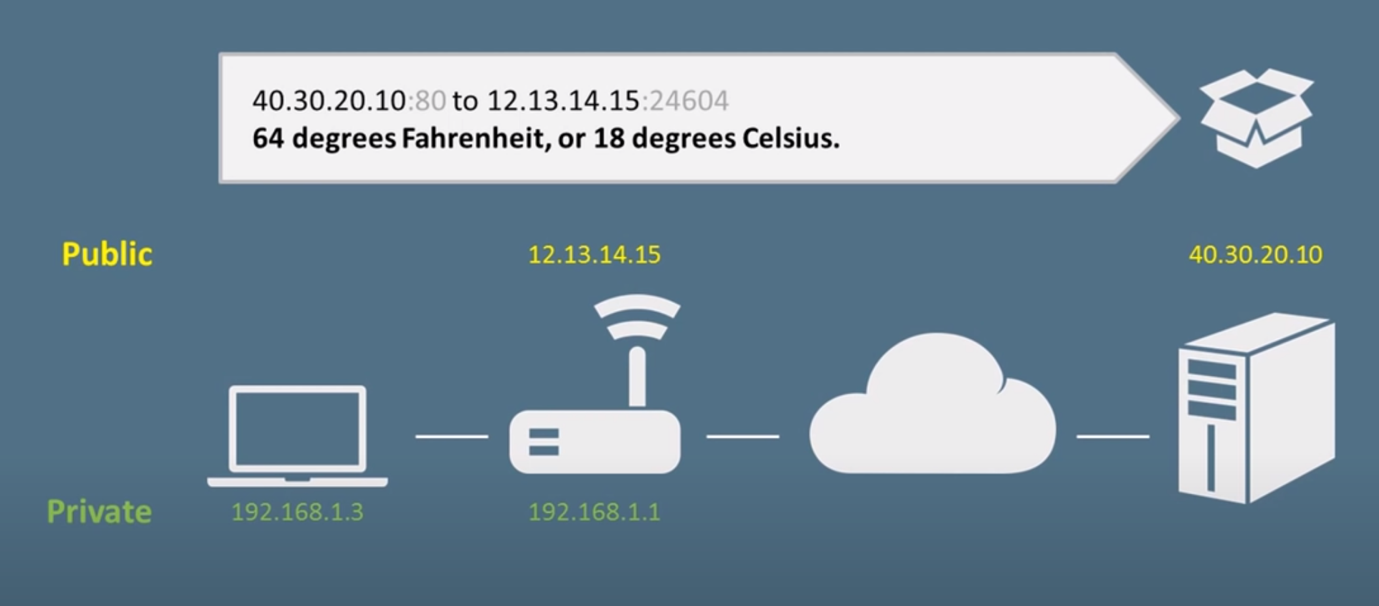 40.30.20.10:80 to 12.13.14.15:24604
64 degrees Fahrenheit, or 18 degrees Celsius.
Public 12.13.14.15 40.30.20.10
Private 192.168.1.3 192.168.1.1